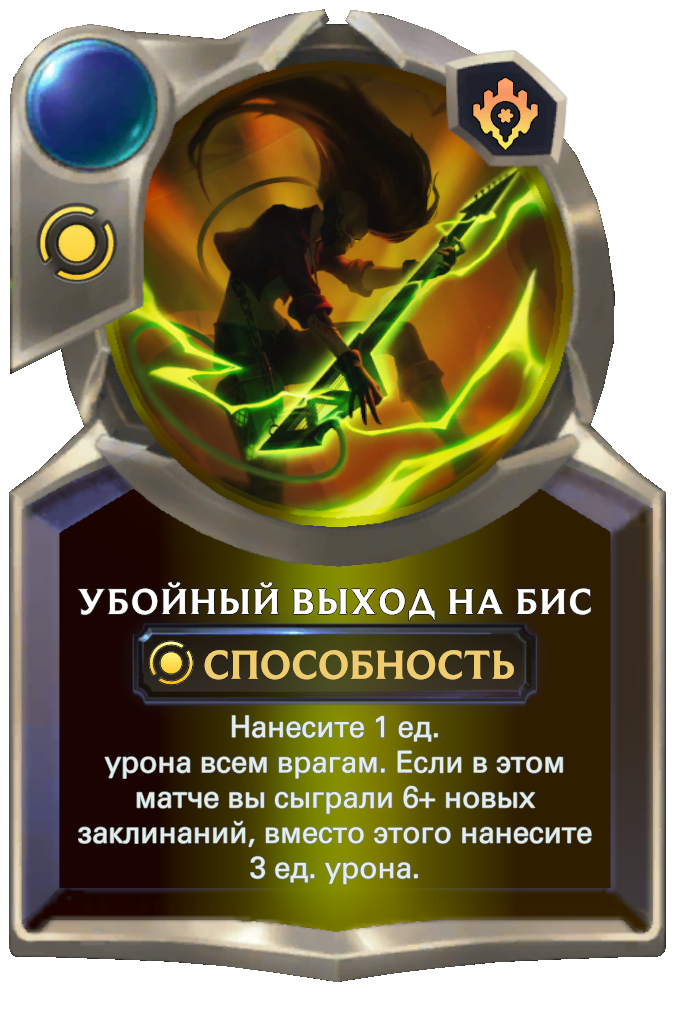 УБОЙНЫЙ ВЫХОД НА БИС
СПОСОБНОСТЬ
Нанесите 1 ед.
урона всем врагам. Если в этом
матче вы сыграли 6+ новых
заклинаний, вместо этого нанесите
3 ед. урона.